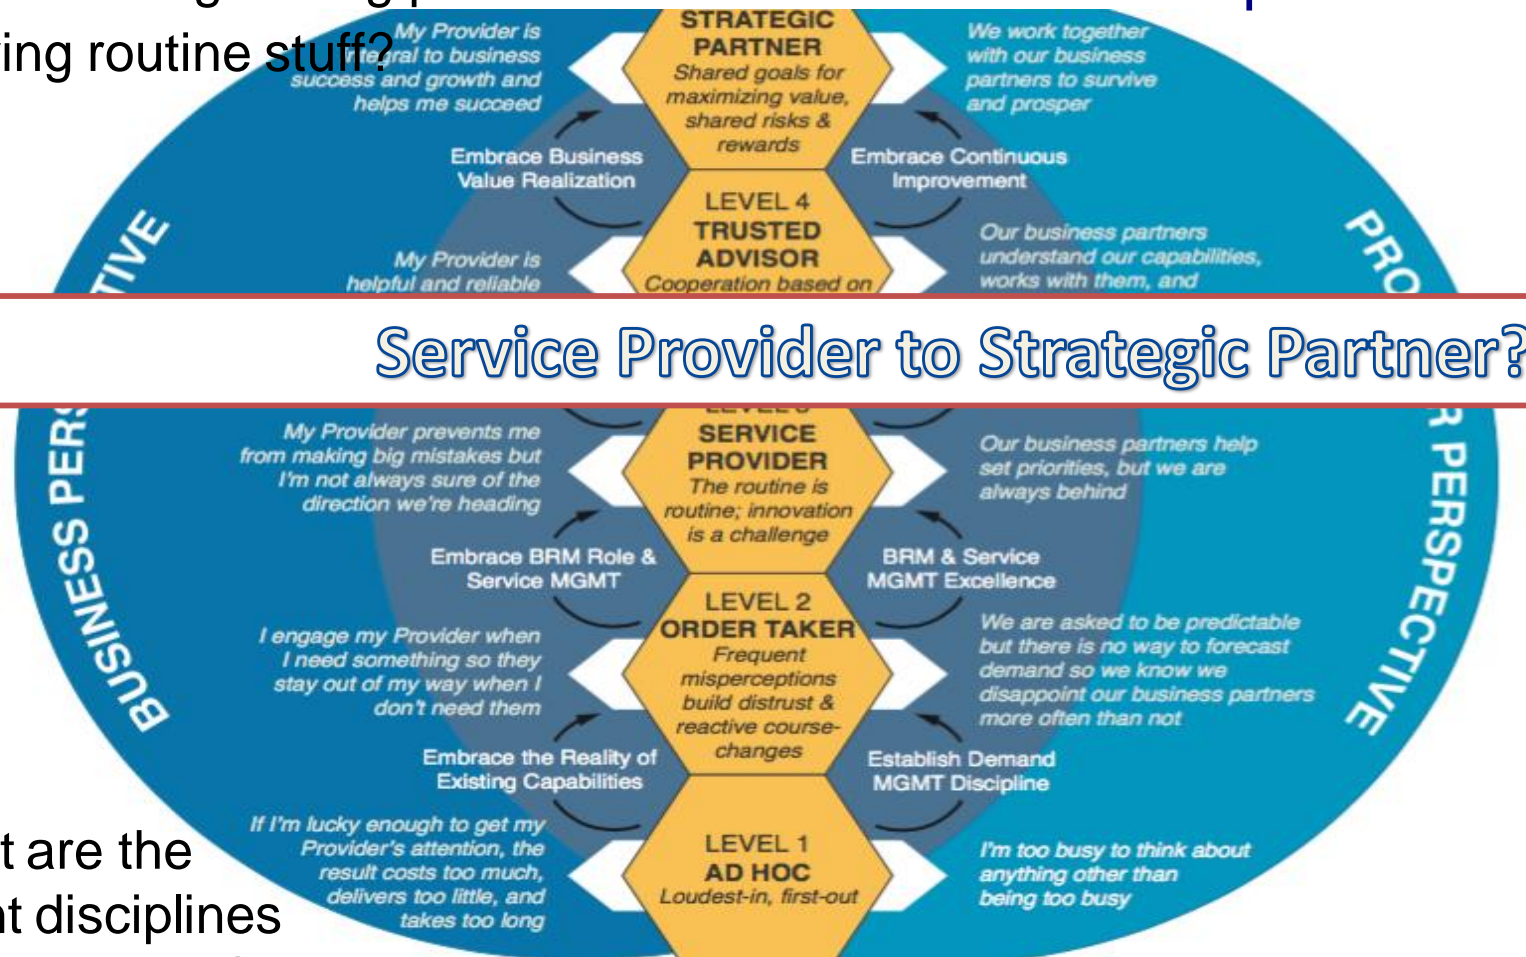 ing routine stuff?
My Provider is
integral to business
success and growth and
helps me succeed
STRATEGIC
PARTNER
Shared goals for
maximizing value,
shared risks &
rewards
We work together
with our business
partners to survive
and prosper
Embrace Business
Value Realization
Embrace Continuous
Improvement
LEVEL 4
TRUSTED
ADVISOR
Cooperation based on
My Provider is
helpful and reliable
Our business partners
understand our capabilities,
works with them, and
TIVE
PRO
Service Provider to Strategic Partner?
BUSINESS PERS
R PERSPECTIVE
My Provider prevents me
from making big mistakes but
I'm not always sure of the
direction we're heading
SERVICE
PROVIDER
The routine is
routine; innovation
is a challenge
Our business partners help
set priorities, but we are
always behind
Embrace BRM Role &
Service MGMT
BRM & Service
MGMT Excellence
LEVEL 2
ORDER TAKER
Frequent
misperceptions
build distrust &
reactive course-
changes
I engage my Provider when
I need something so they
stay out of my way when I
don't need them
We are asked to be predictable
but there is no way to forecast
demand so we know we
disappoint our business partners
more often than not
Embrace the Reality of
Existing Capabilities
Establish Demand
MGMT Discipline
If I'm lucky enough to get my
Provider's attention, the
result costs too much,
delivers too little, and
takes too long
LEVEL 1
AD HOC
Loudest-in, first-out
I'm too busy to think about
anything other than
being too busy
t are the
nt disciplines